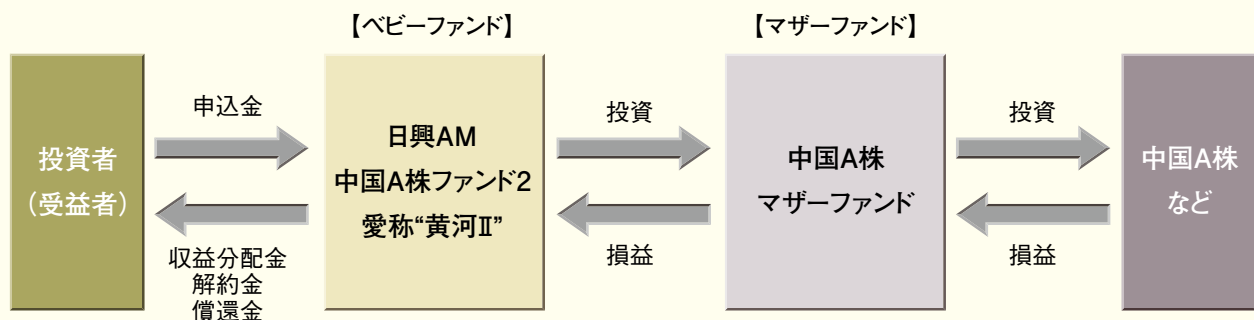 【ベビーファンド】
【マザーファンド】
投資者
（受益者）
申込金
収益分配金
解約金
償還金
日興AM
中国A株ファンド2
愛称“黄河Ⅱ”
投資
損益
中国A株
マザーファンド
投資
損益
中国A株
など